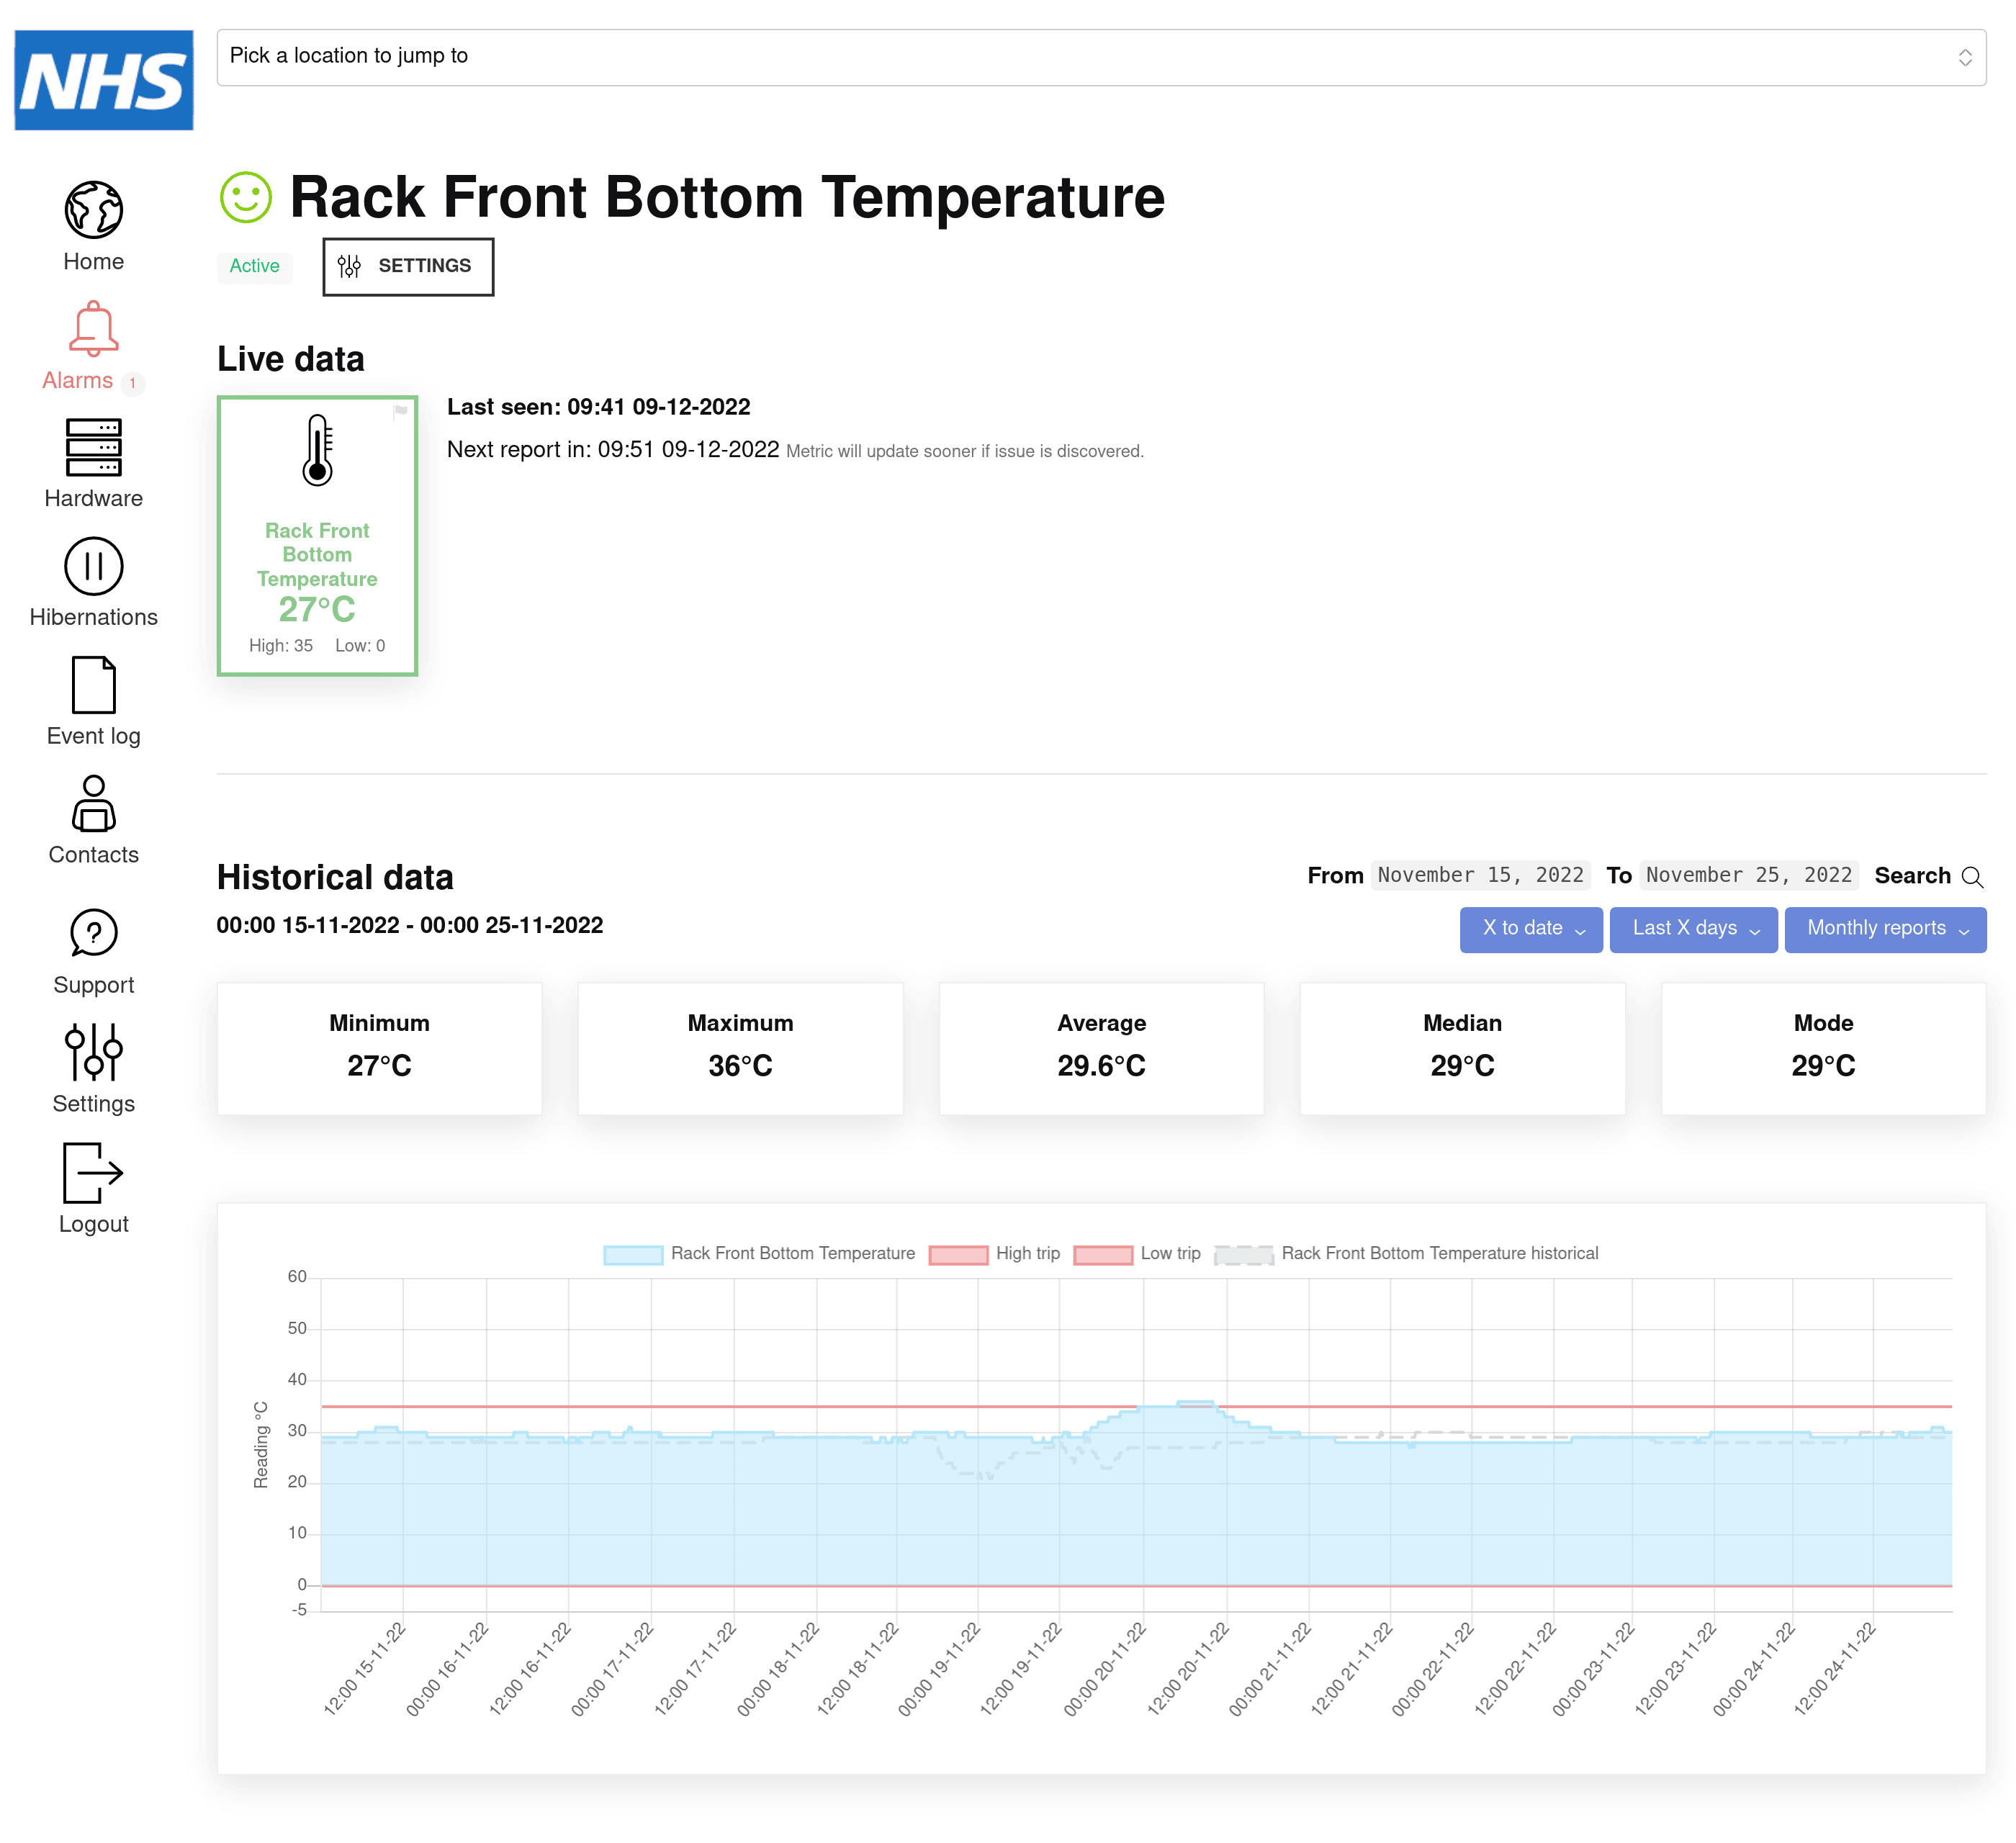 NHS
Pick a location to jump to
Home
Alarms 1
Hardware
Hibernations
Event log
Contacts
Support
Settings
Logout
Rack Front Bottom Temperature
Active
SETTINGS
Live data
Rack Front
Bottom
Temperature
27°C
High: 35 Low: 0
Last seen: 09:41 09-12-2022
Next report in: 09:51 09-12-2022 Metric will update sooner if issue is discovered.
Historical data
From November 15, 2022 To November 25, 2022 Search
00:00 15-11-2022 - 00:00 25-11-2022
X to date
Last X days
Monthly reports
Minimum
27°C
Maximum
36°C
Average
29.6°C
Median
29°C
Mode
29°C
Rack Front Bottom Temperature
High trip
Low trip
Rack Front Bottom Temperature historical
Reading °C
60
50
40
30
20
10
0
-5
12:00 15-11-22
00:00 16-11-22
12:00 16-11-22
00:00 17-11-22
12:00 17-11-22
00:00 18-11-22
12:00 18-11-22
00:00 19-11-22
12:00 19-11-22
00:00 20-11-22
12:00 20-11-22
00:00 21-11-22
12:00 21-11-22
00:00 22-11-22
12:00 22-11-22
00:00 23-11-22
12:00 23-11-22
00:00 24-11-22
12:00 24-11-22